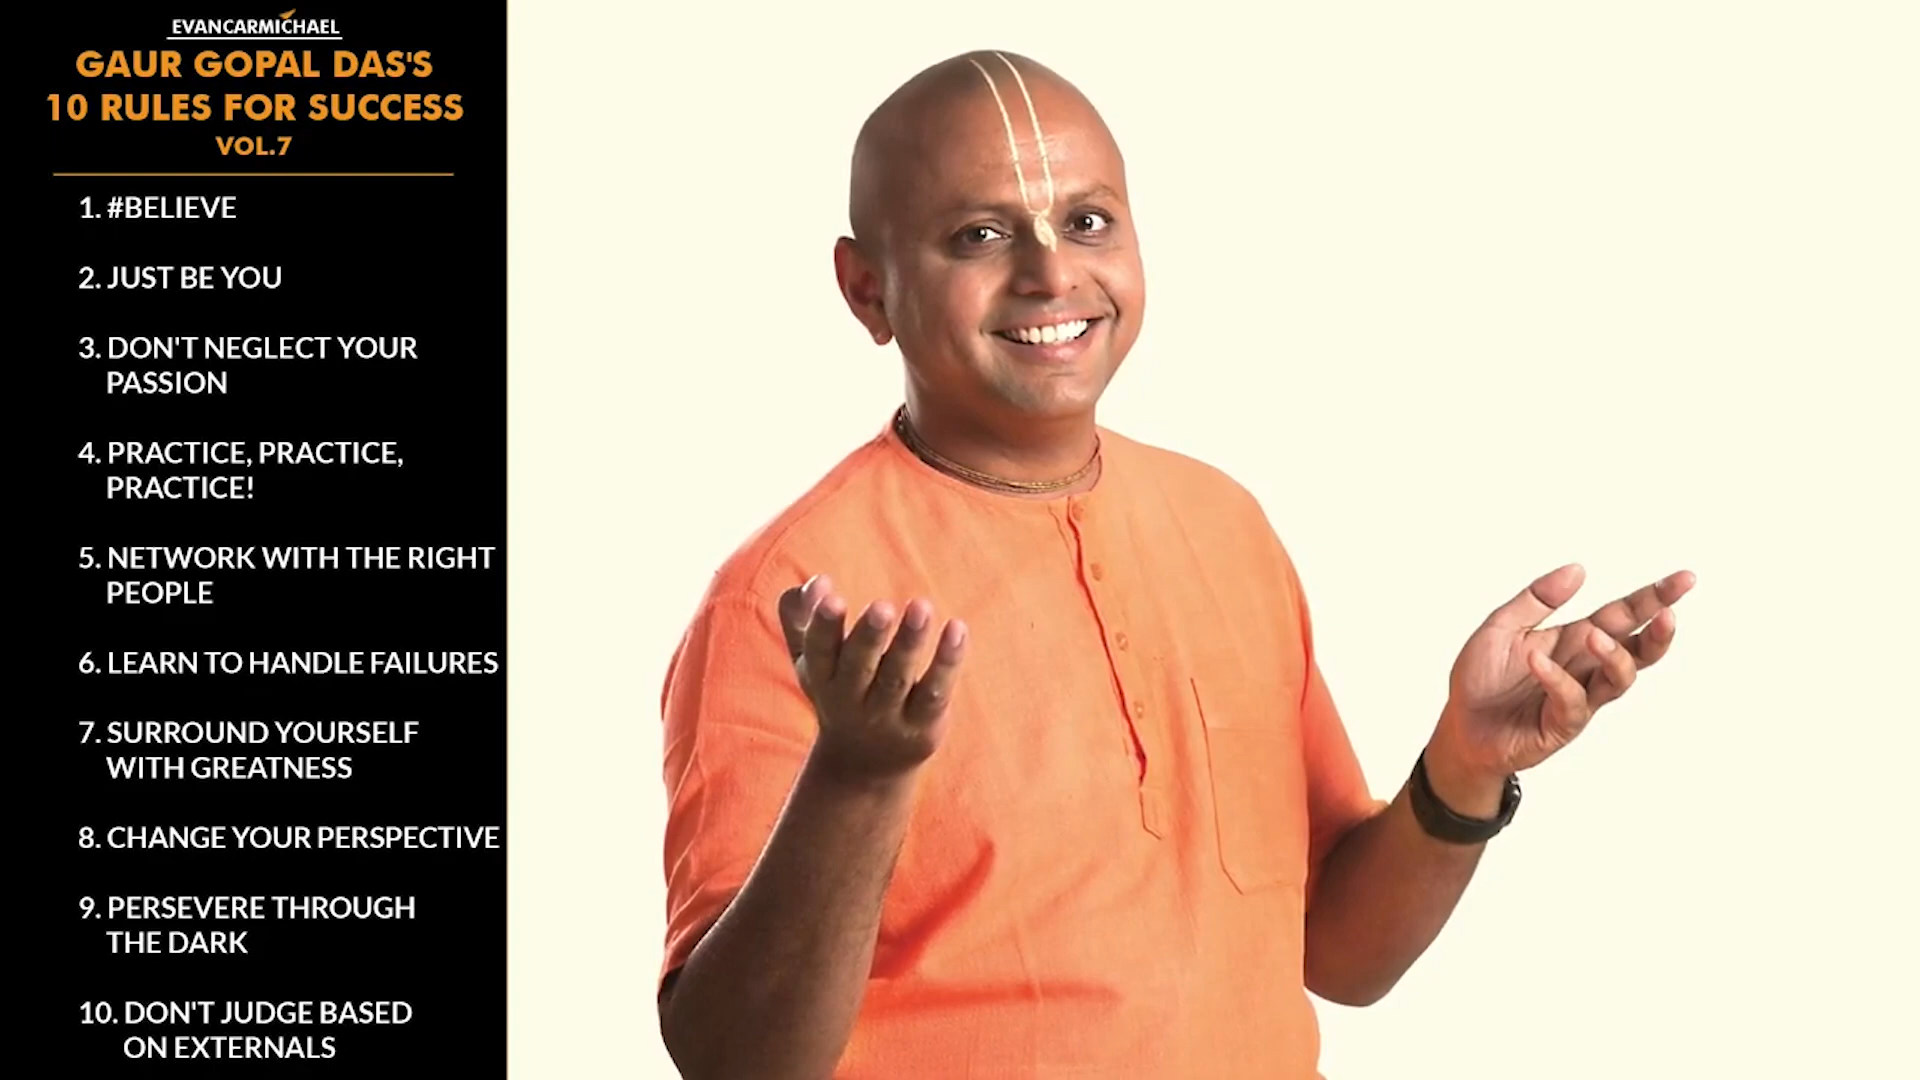 EVANCARMICHAEL
GAUR GOPAL DAS'S
10 RULES FOR SUCCESS
VOL.7
1. #BELIEVE
2. JUST BE YOU
3. DON'T NEGLECT YOUR
PASSION
4. PRACTICE, PRACTICE,
PRACTICE!
5. NETWORK WITH THE RIGHT
PEOPLE
6. LEARN TO HANDLE FAILURES
7. SURROUND YOURSELF
WITH GREATNESS
8. CHANGE YOUR PERSPECTIVE
9. PERSEVERE THROUGH
THE DARK
10. DON'T JUDGE BASED
ON EXTERNALS